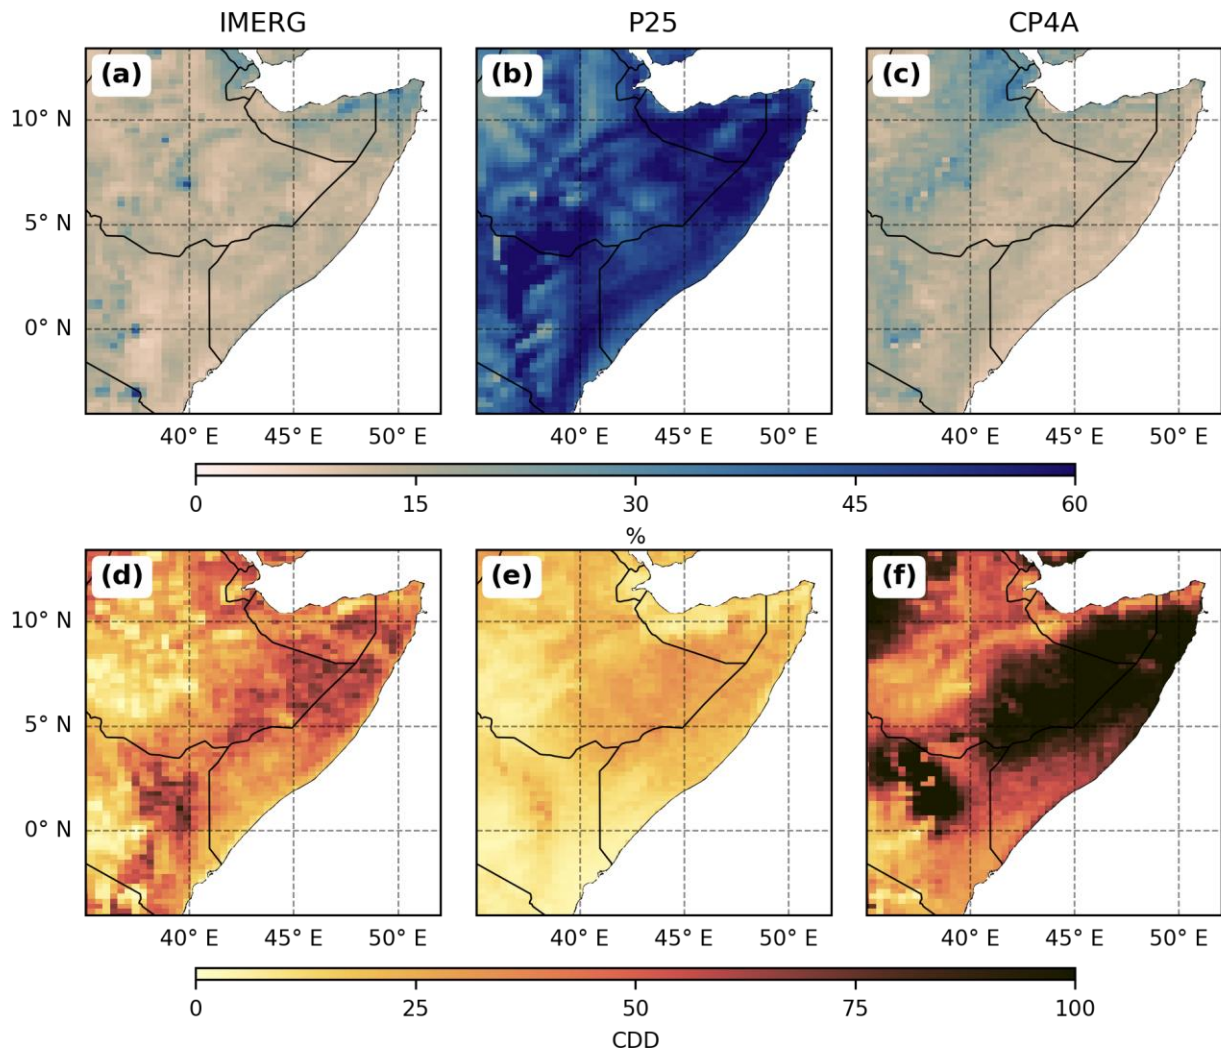 IMERG P25 CP4A
(a) (b) (c)
10° N
5° N
0° N
40° E 45° E 50° E 40° E 45° E 50° E 40° E 45° E 50° E
0 15 30 45 60
%
(d) (e) (f)
10° N
5° N
0° N
40° E 45° E 50° E 40° E 45° E 50° E 40° E 45° E 50° E
0 25 50 75 100
CDD